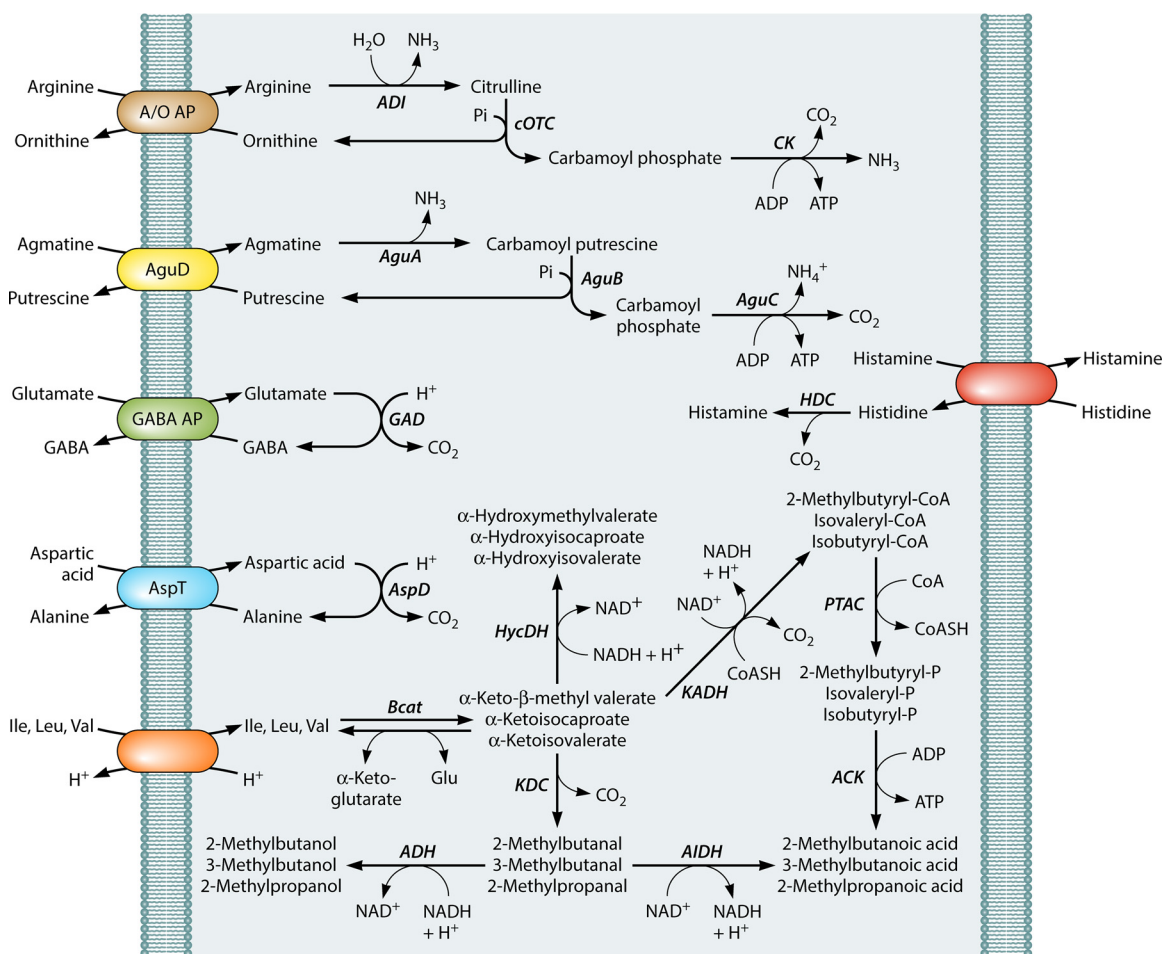 H2O NH3
Arginine Arginine ADI Citrulline
A/O AP
Pi cOTC
Ornithine Ornithine
Carbamoyl phosphate CK CO2 NH3
ADP ATP
NH3
Agmatine Agmatine AguA Carbamoyl putrescine
AguD
Pi AguB
Putrescine Putrescine
Carbamoyl
phosphate
AguC NH4+ CO2
ADP ATP
Histamine Histamine
Histamine HDC Histidine Histidine
CO2
Glutamate Glutamate H+
GABA AP GAD
GABA GABA CO2
Aspartic
acid
Aspartic acid H+
AspT AspD
Alanine Alanine CO2
α-Hydroxymethylvalerate
α-Hydroxyisocaproate
α-Hydroxyisovalerate
HycDH NAD+
NADH + H+
NADH
+ H+
NAD+
CO2
CoASH
KADH
2-Methylbutyryl-CoA
Isovaleryl-CoA
Isobutyryl-CoA
CoA
PTAC
CoASH
2-Methylbutyryl-P
Isovaleryl-P
Isobutyryl-P
ADP
ACK
ATP
Ile, Leu, Val Ile, Leu, Val Bcat
H+ H+
α-Keto-
glutarate
Glu
α-Keto-β-methyl valerate
α-Ketoisocaproate
α-Ketoisovalerate
KDC CO2
2-Methylbutanol
3-Methylbutanol
2-Methylpropanol
ADH
NAD+ NADH
+ H+
2-Methylbutanal
3-Methylbutanal
2-Methylpropanal
AlDH
NAD+ NADH
+ H+
2-Methylbutanoic acid
3-Methylbutanoic acid
2-Methylpropanoic acid